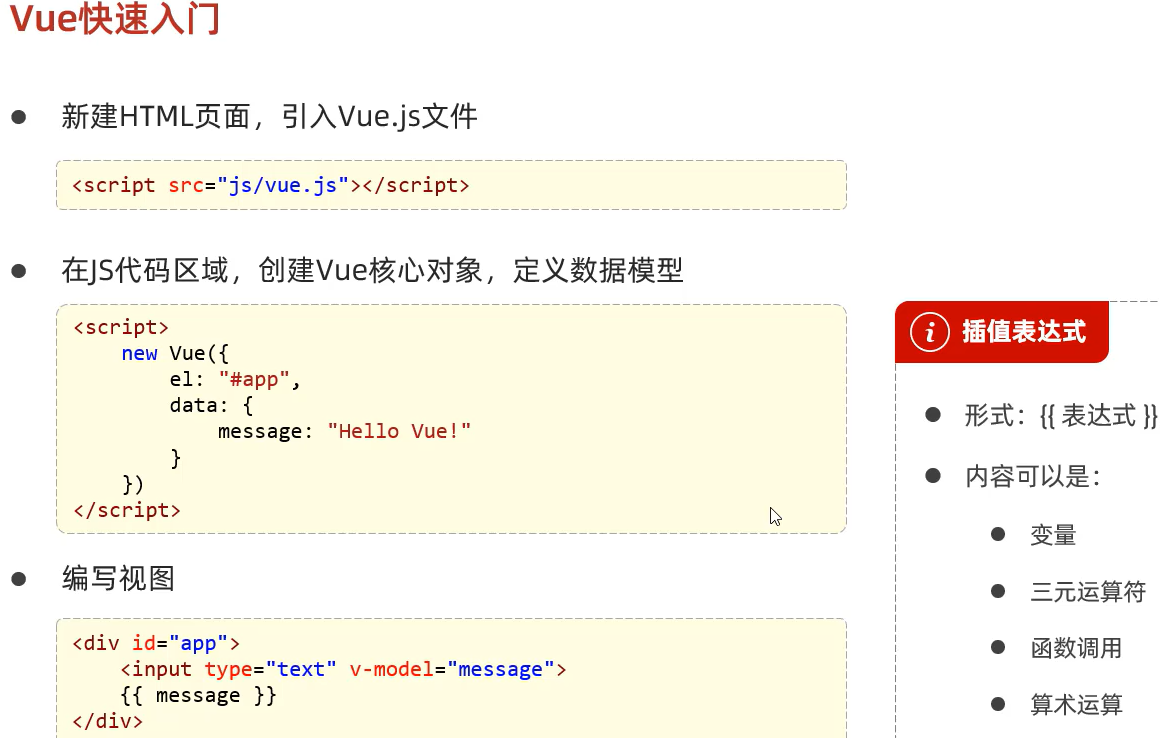 Vue快速入门
新建HTML页面，引入Vue.js文件
<script src="js/vue.js"></script>
在JS代码区域，创建Vue核心对象，定义数据模型
<script>
    new Vue({
        el: "#app",
        data: {
            message: "Hello Vue!"
        }
    })
</script>
编写视图
<div id="app">
    <input type="text" v-model="message">
    {{ message }}
</div>
插值表达式
形式：{{ 表达式 }}
内容可以是：
变量
三元运算符
函数调用
算术运算